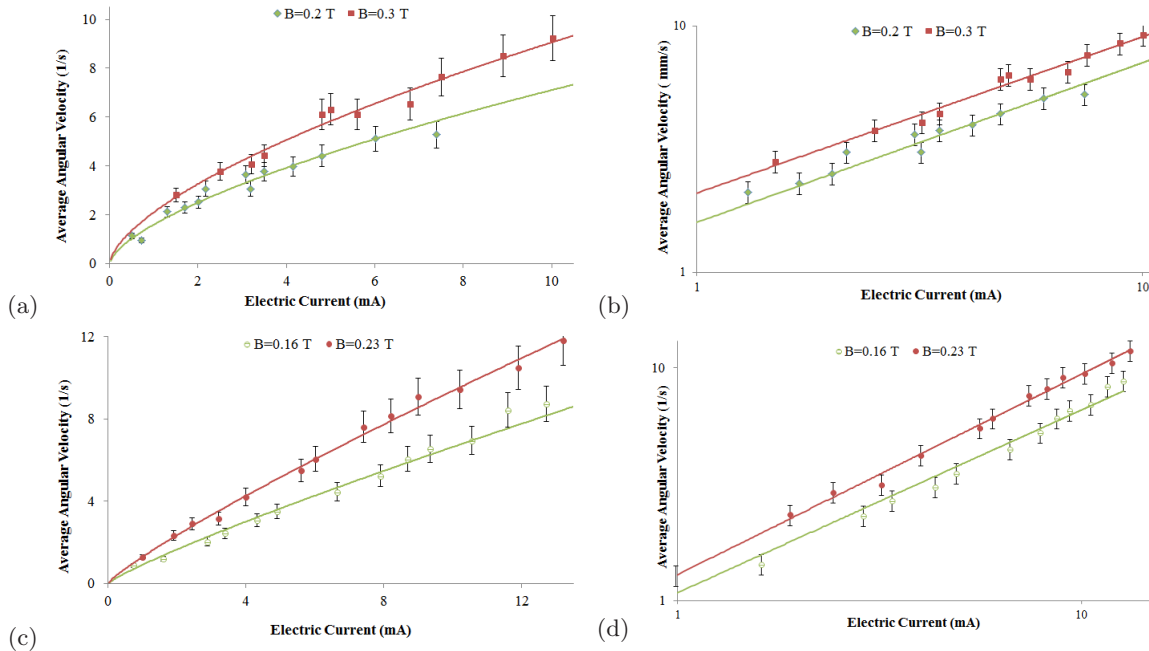 B=0.2 T B=0.3 T
10
8
6
4
2
0
Average Angular Velocity (1/s)
0 2 4 6 8 10
Electric Current (mA)
(a)
B=0.2 T B=0.3 T
10
1
Average Angular Velocity ( mm/s)
1 10
Electric Current (mA)
(b)
B=0.16 T B=0.23 T
12
8
4
0
Average Angular Velocity (1/s)
0 4 8 12
Electric Current (mA)
(c)
B=0.16 T B=0.23 T
10
1
Average Angular Velocity (1/s)
1 10
Electric Current (mA)
(d)